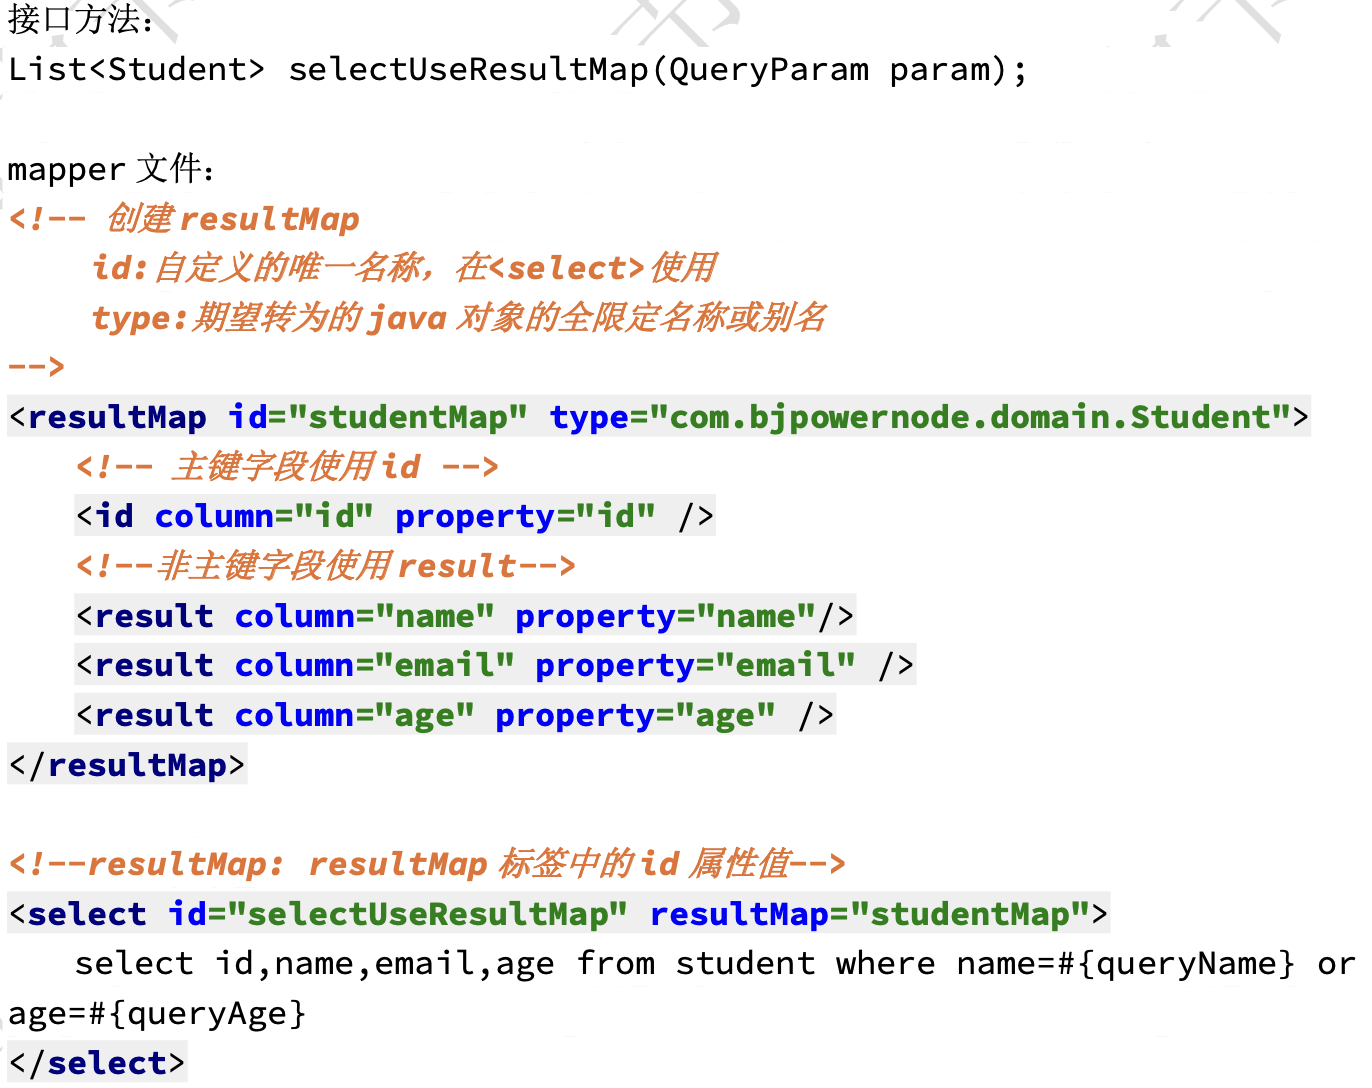 接口方法：
List<Student> selectUseResultMap(QueryParam param);
mapper 文件：
<!-- 创建 resultMap
id:自定义的唯一名称，在<select>使用
type:期望转为的 java 对象的全限定名称或别名
-->
<resultMap id="studentMap" type="com.bjpowernode.domain.Student">
<!-- 主键字段使用 id -->
<id column="id" property="id" />
<!--非主键字段使用 result-->
<result column="name" property="name"/>
<result column="email" property="email" />
<result column="age" property="age" />
</resultMap>
<!--resultMap: resultMap 标签中的 id 属性值-->
<select id="selectUseResultMap" resultMap="studentMap">
select id,name,email,age from student where name=#{queryName} or
age=#{queryAge}
</select>